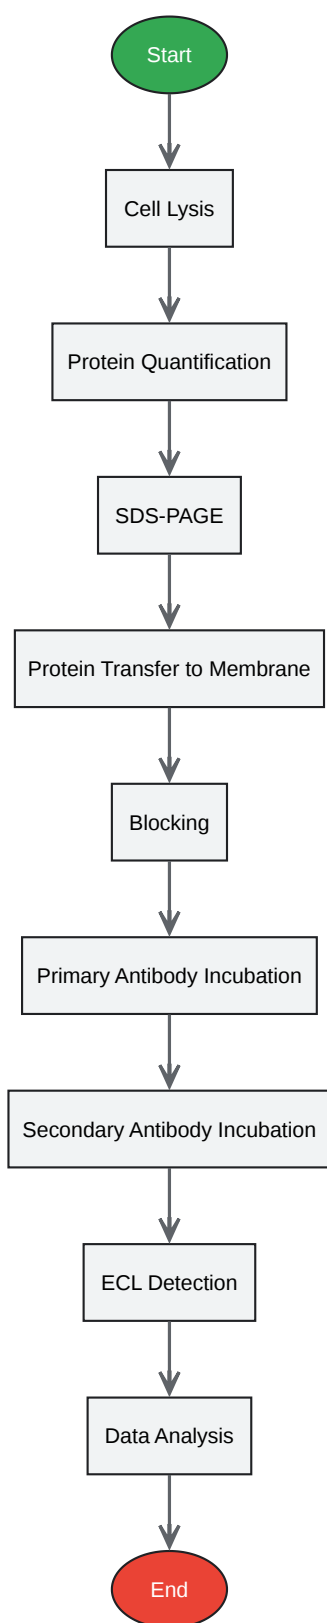 Start
Cell Lysis
Protein Quantification
SDS-PAGE
Protein Transfer to Membrane
Blocking
Primary Antibody Incubation
Secondary Antibody Incubation
ECL Detection
Data Analysis
End